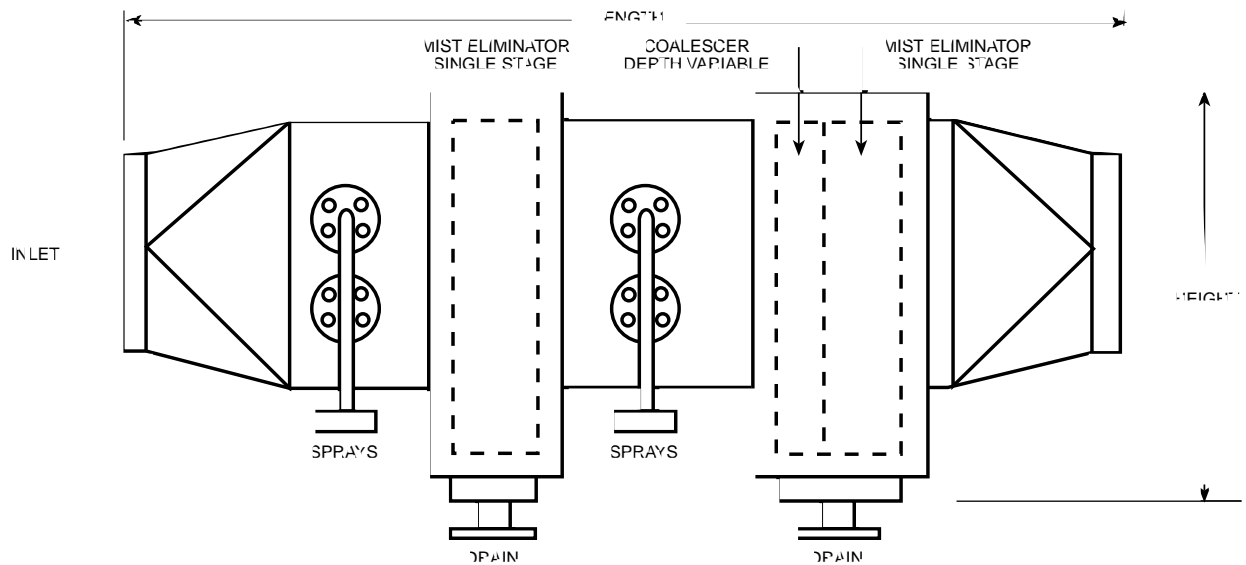 LENGTH
MIST ELIMINATOR
SINGLE STAGE
COALESCER
DEPTH VARIABLE
MIST ELIMINATOR
SINGLE STAGE
INLET
HEIGHT
SPRAYS
SPRAYS
DRAIN
DRAIN